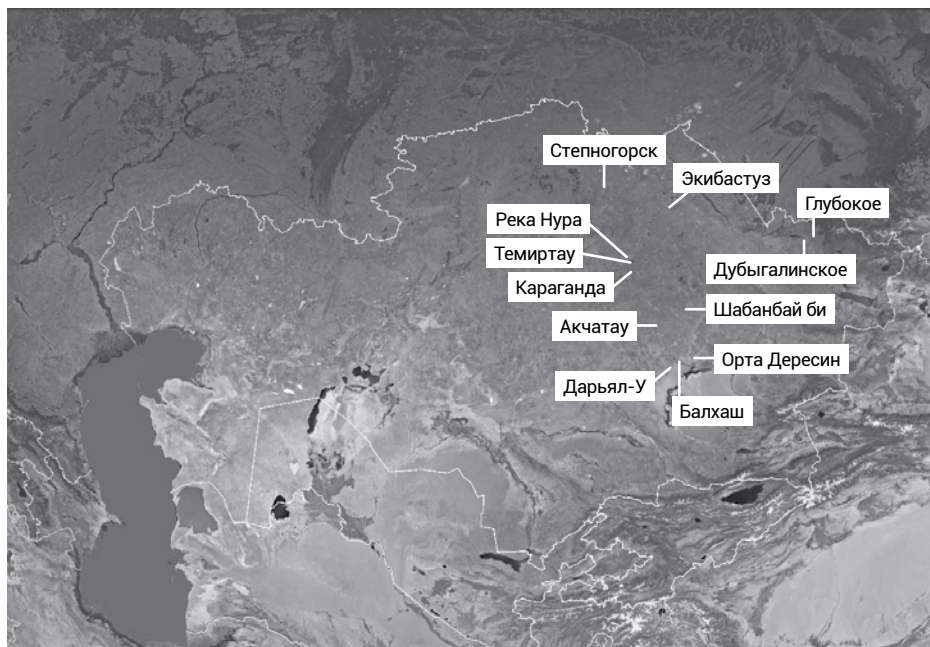 Степногорск
Экибастуз
Глубокое
Река Нура
Темиртау
Дубыгалинское
Караганда
Шабанбай би
Акчатау
Орта Дересин
Дарьял-У
Балхаш